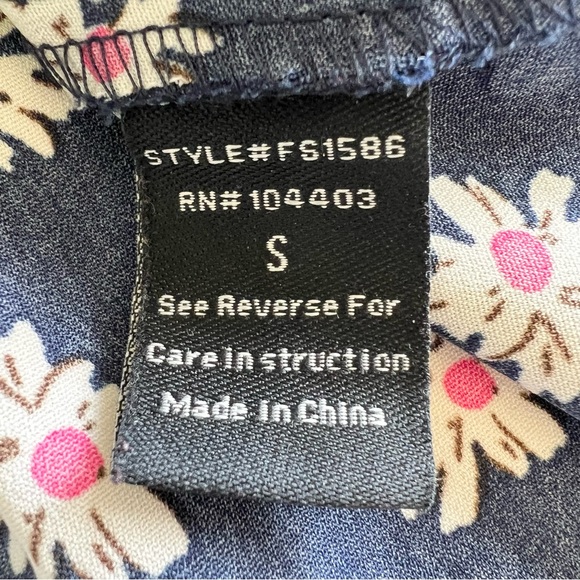 STYLE#FS1586
RN#104403
S
See Reverse For
Care In struction
Made In China